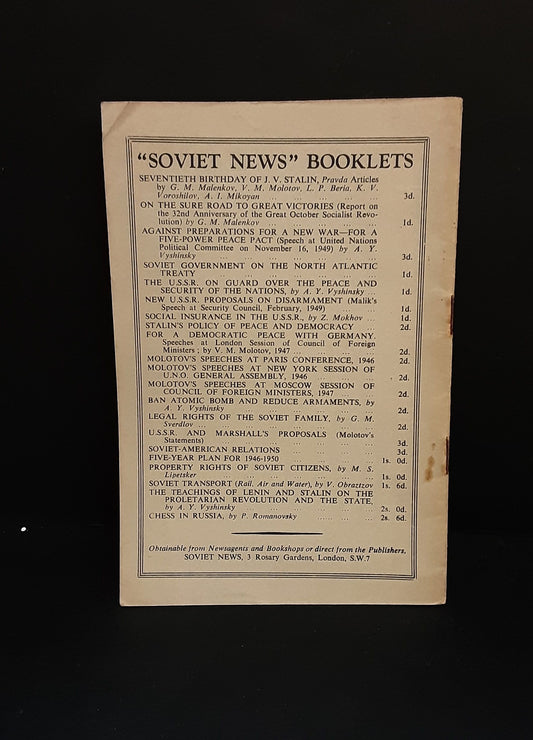 "SOVIET NEWS" BOOKLETS
SEVENTIETH BIRTHDAY OF J. V. STALIN, Pravda Articles
by G. M. Malenkov, V. M. Molotov, L. P. Beria, K. V.
Voroshilov, A. I. Mikoyan ... ... ... ... 3d.
ON THE SURE ROAD TO GREAT VICTORIES (Report on
the 32nd Anniversary of the Great October Socialist Revo-
lution) by G. M. Malenkov ... ... ... ... 1d.
AGAINST PREPARATIONS FOR A NEW WAR—FOR A
FIVE-POWER PEACE PACT (Speech at United Nations
Political Committee on November 16, 1949) by A. Y.
Vyshinsky ... ... ... ... ... ... 3d.
SOVIET GOVERNMENT ON THE NORTH ATLANTIC
TREATY ... ... ... ... ... ... 1d.
THE U.S.S.R. ON GUARD OVER THE PEACE AND
SECURITY OF THE NATIONS, by A. Y. Vyshinsky ... 1d.
NEW U.S.S.R. PROPOSALS ON DISARMAMENT (Malik's
Speech at Security Council, February, 1949) ... ... 1d.
SOCIAL INSURANCE IN THE U.S.S.R., by Z. Mokhov ... 1d.
STALIN'S POLICY OF PEACE AND DEMOCRACY ... 2d.
FOR A DEMOCRATIC PEACE WITH GERMANY.
Speeches at London Session of Council of Foreign
Ministers; by V. M. Molotov, 1947 ... ... ... ... 2d.
MOLOTOV'S SPEECHES AT PARIS CONFERENCE, 1946 2d.
MOLOTOV'S SPEECHES AT NEW YORK SESSION OF
U.N.O. GENERAL ASSEMBLY, 1946 ... ... ... 2d.
MOLOTOV'S SPEECHES AT MOSCOW SESSION OF
COUNCIL OF FOREIGN MINISTERS, 1947 ... ... 2d.
BAN ATOMIC BOMB AND REDUCE ARMAMENTS, by
A. Y. Vyshinsky ... ... ... ... ... 2d.
LEGAL RIGHTS OF THE SOVIET FAMILY, by G. M.
Sverdlov ... ... ... ... ... ... 2d.
U.S.S.R. AND MARSHALL'S PROPOSALS (Molotov's
Statements) ... ... ... ... ... ... 3d.
SOVIET-AMERICAN RELATIONS ... ... ... ... 3d.
FIVE-YEAR PLAN FOR 1946-1950 ... ... ... 1s. 0d.
PROPERTY RIGHTS OF SOVIET CITIZENS, by M. S.
Lipetsker ... ... ... ... ... ... 1s. 0d.
SOVIET TRANSPORT (Rail, Air and Water), by V. Obraztzov 1s. 6d.
THE TEACHINGS OF LENIN AND STALIN ON THE
PROLETARIAN REVOLUTION AND THE STATE,
by A. Y. Vyshinsky ... ... ... ... ... 2s. 0d.
CHESS IN RUSSIA, by P. Romanovsky ... ... ... 2s. 6d.
Obtainable from Newsagents and Bookshops or direct from the Publishers,
SOVIET NEWS, 3 Rosary Gardens, London, S.W.7